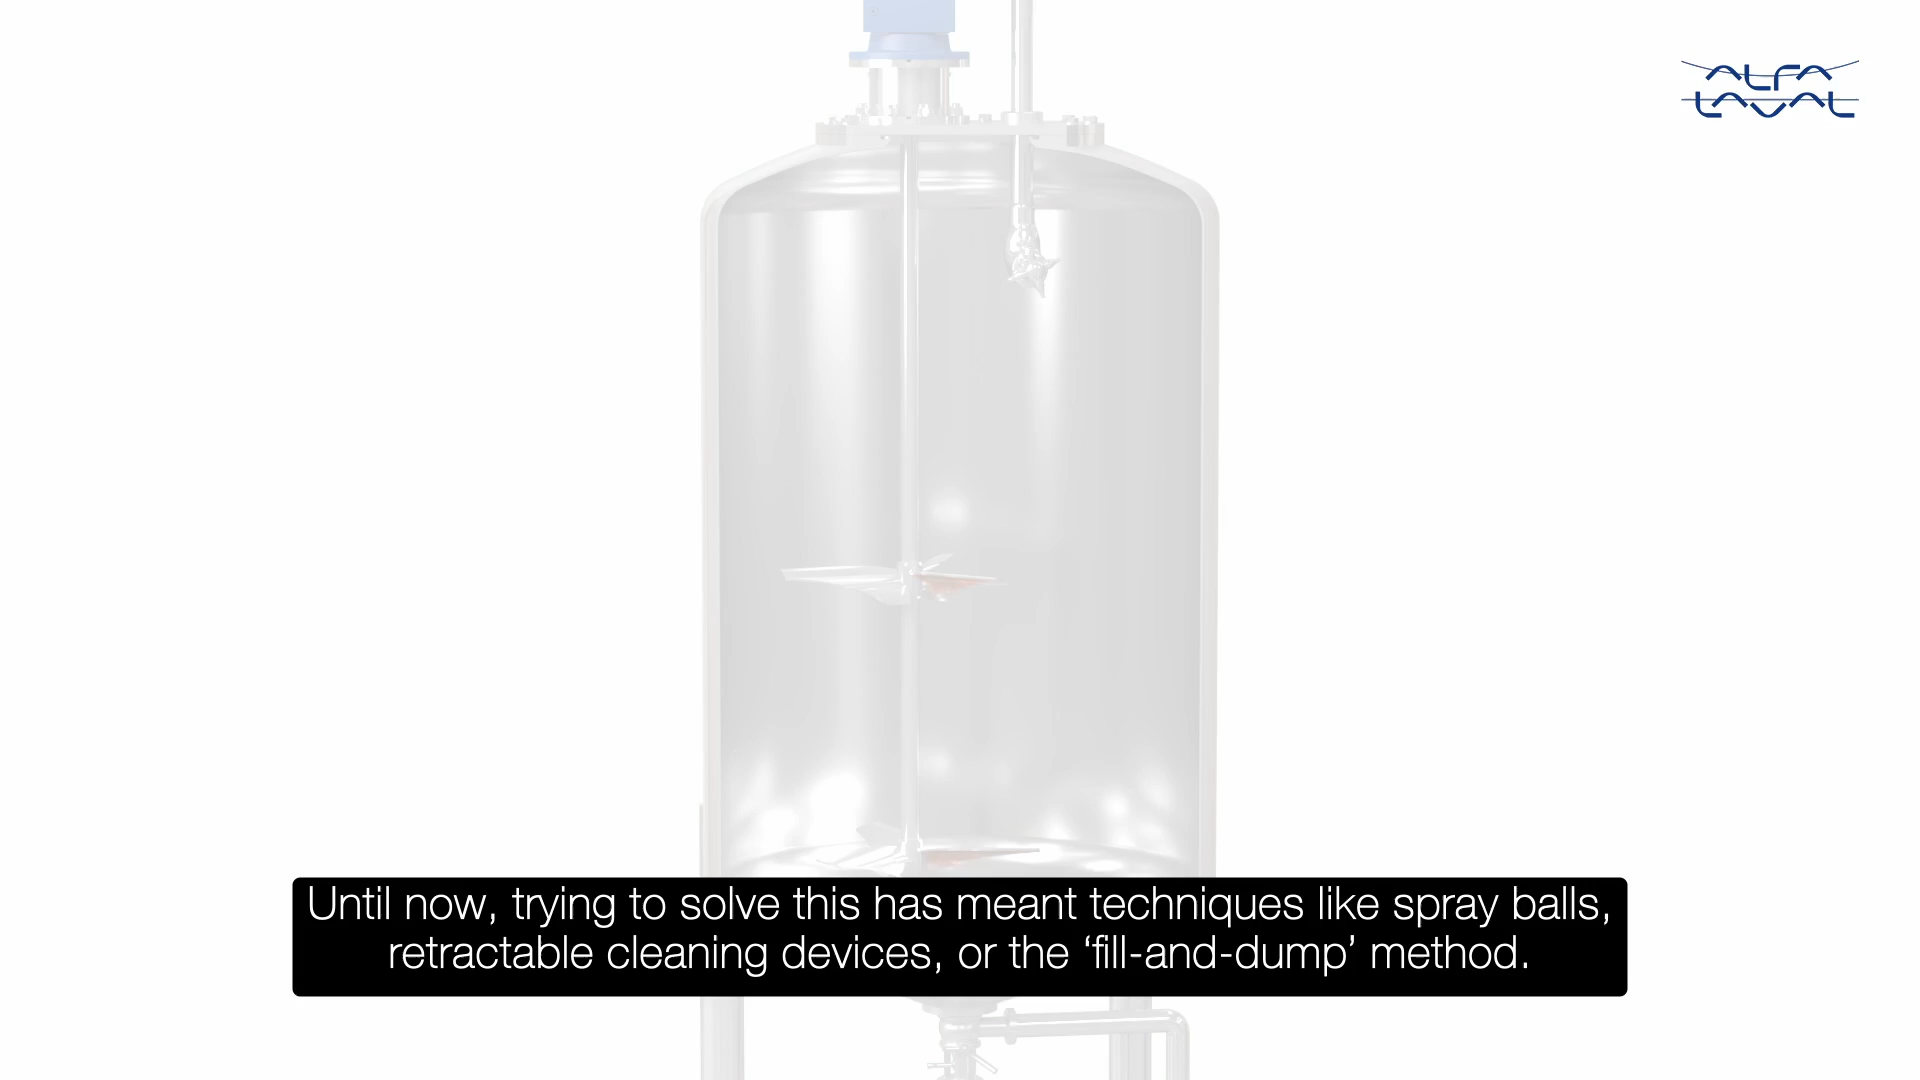 ALFA
LAVAL
Until now, trying to solve this has meant techniques like spray balls,
retractable cleaning devices, or the ‘fill-and-dump’ method.